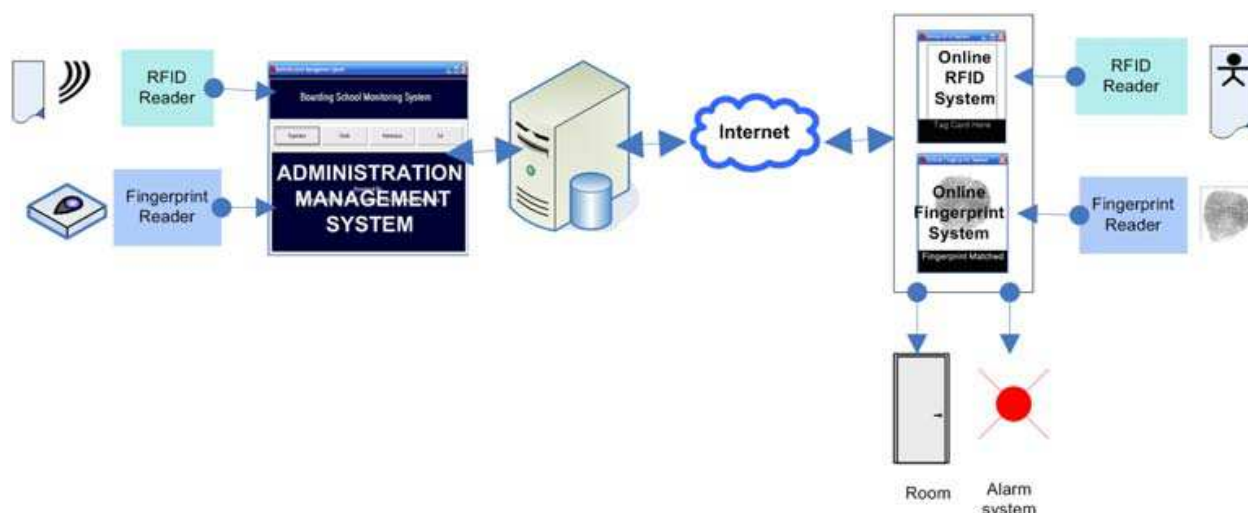 RFID
Reader
Boarding School Monitoring System
ADMINISTRATION
MANAGEMENT
SYSTEM
Fingerprint
Reader
Internet
Online
RFID
System
Tag Card Here
Online
Fingerprint
System
Fingerprint Matched
RFID
Reader
Fingerprint
Reader
Room
Alarm
system